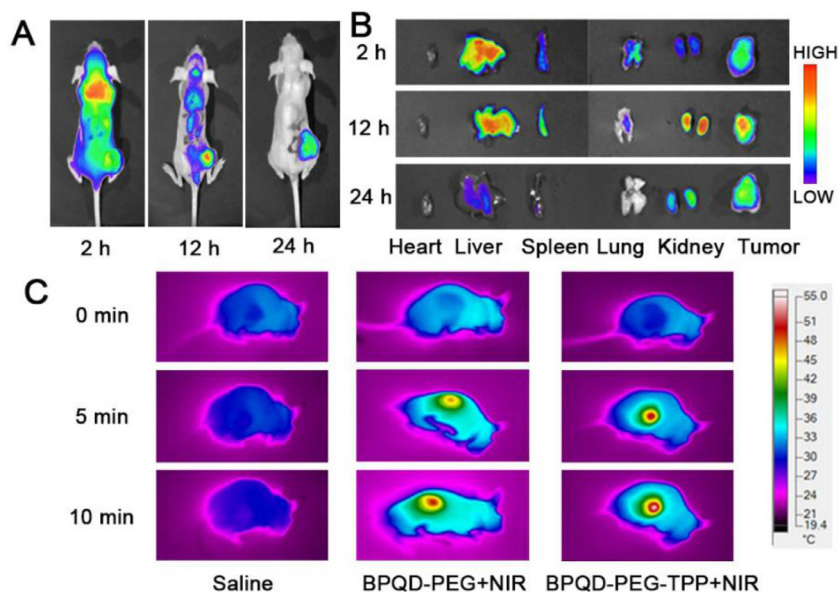 A
2 h
12 h
24 h
B
2 h
12 h
24 h
Heart Liver Spleen Lung Kidney Tumor
HIGH
LOW
C
0 min
5 min
10 min
Saline
BPQD-PEG+NIR
BPQD-PEG-TPP+NIR
55.0
51
48
45
42
39
36
33
30
27
24
21
19.4
°C